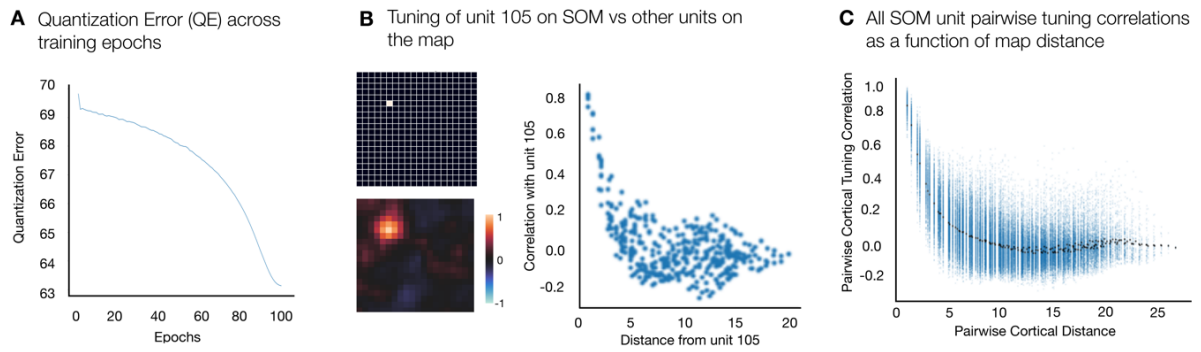 A Quantization Error (QE) across
training epochs
70
69
68
67
66
65
64
63
Quantization Error
0 20 40 60 80 100
Epochs
B Tuning of unit 105 on SOM vs other units on
the map
1
0
-1
0.8
0.6
0.4
0.2
0.0
-0.2
Correlation with unit 105
0 5 10 15 20
Distance from unit 105
C All SOM unit pairwise tuning correlations
as a function of map distance
1.0
0.8
0.6
0.4
0.2
0.0
-0.2
Pairwise Cortical Tuning Correlation
0 5 10 15 20 25
Pairwise Cortical Distance